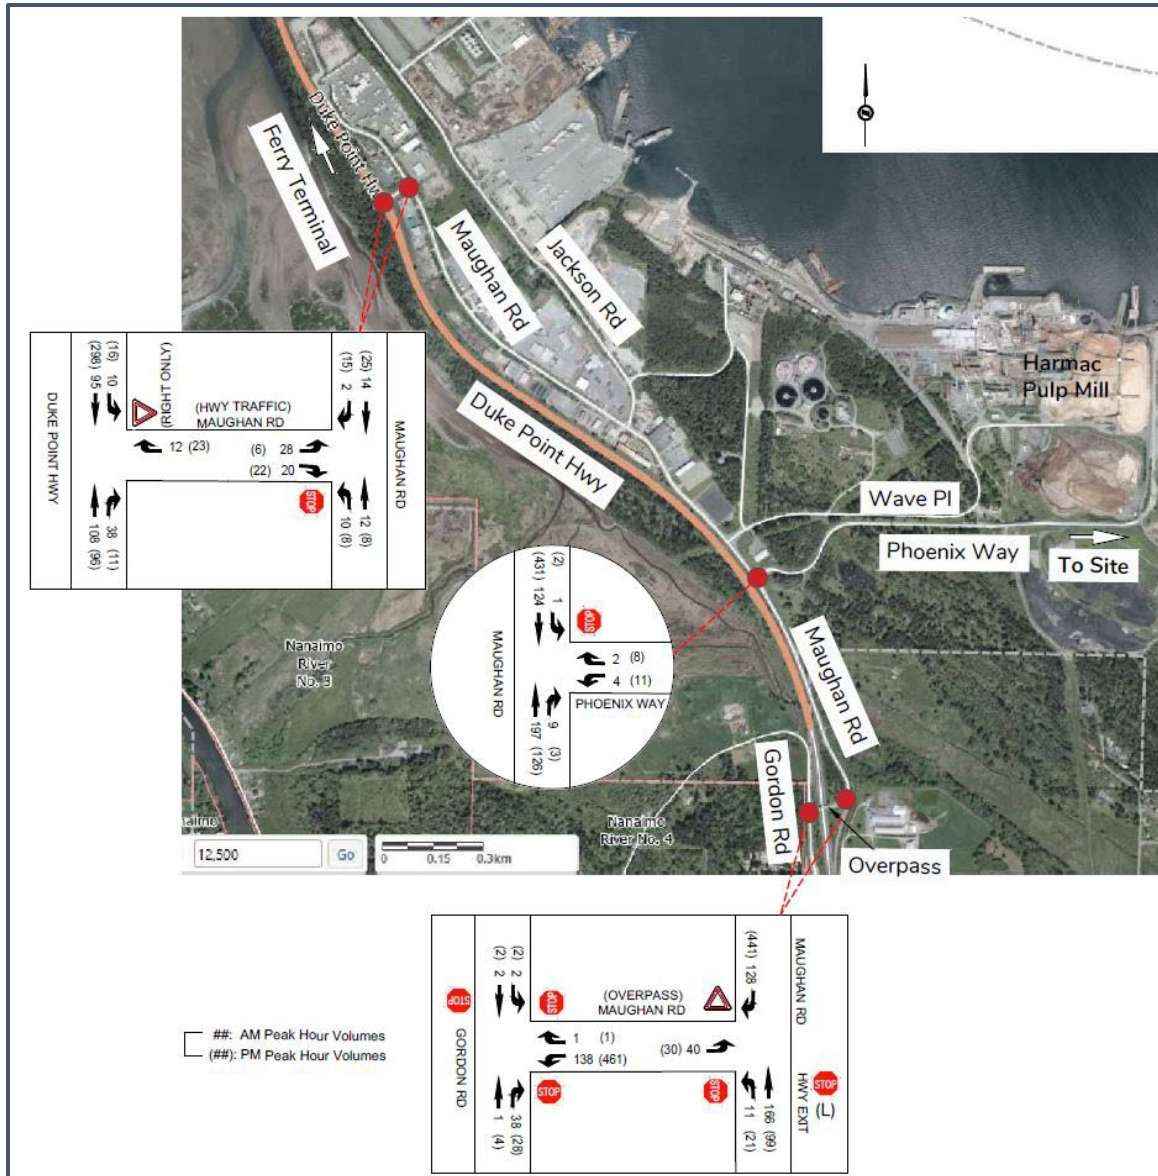 Duke Point Hwy
Ferry Terminal
Maughan Rd
Jackson Rd
Duke Point Hwy
Harmac
Pulp Mill
Wave Pl
Phoenix Way
To Site
Maughan Rd
Gordon Rd
Overpass
Nanaimo
River
No. 3
Nanaimo
River No. 4
naimo
12,500
Go
0 0.15 0.3km
DUKE POINT HWY
(298) 95
(16) 10
(RIGHT ONLY)
(HWY TRAFFIC)
MAUGHAN RD
(15) 2
(25) 14
MAUGHAN RD
12 (23)
(6) 28
(22) 20
STOP
108 (96)
38 (11)
10 (8)
12 (8)
(431) 124
(2) 1
STOP
MAUGHAN RD
2 (8)
4 (11)
PHOENIX WAY
197 (126)
9 (3)
(2) 2
(2) 2
STOP
GORDON RD
STOP
(OVERPASS)
MAUGHAN RD
(441) 128
MAUGHAN RD
1 (1)
138 (461)
(30) 40
STOP
STOP
HWY EXIT
STOP
(L)
1 (4)
38 (28)
11 (21)
166 (99)
##: AM Peak Hour Volumes
(##): PM Peak Hour Volumes